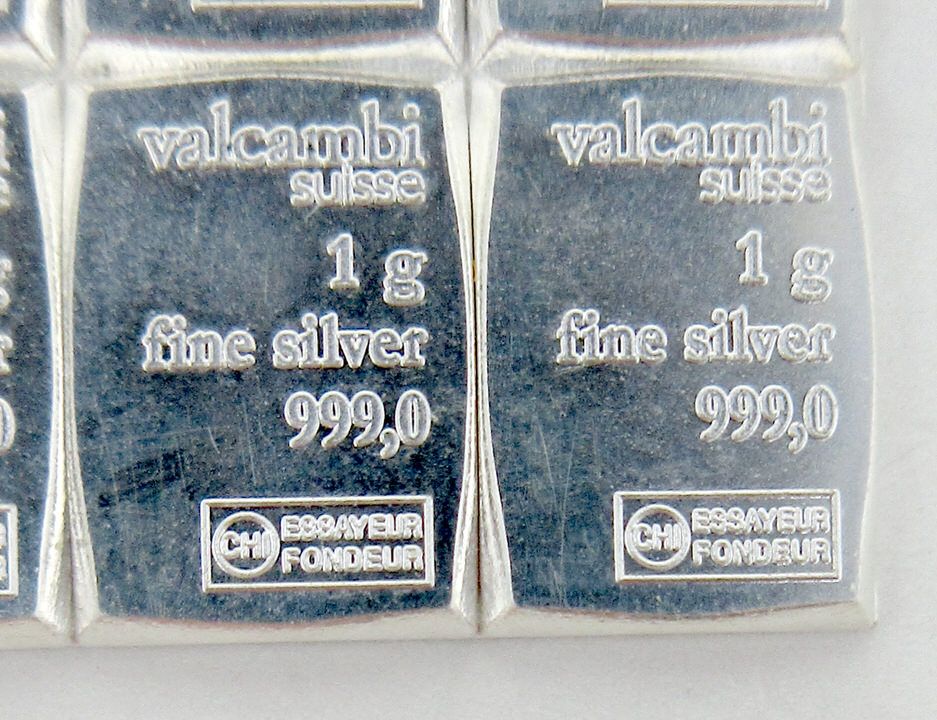 valcambi
suisse
1 g
fine silver
999,0
CHI ESSAYEUR
FONDEUR
valcambi
suisse
1 g
fine silver
999,0
CHI ESSAYEUR
FONDEUR